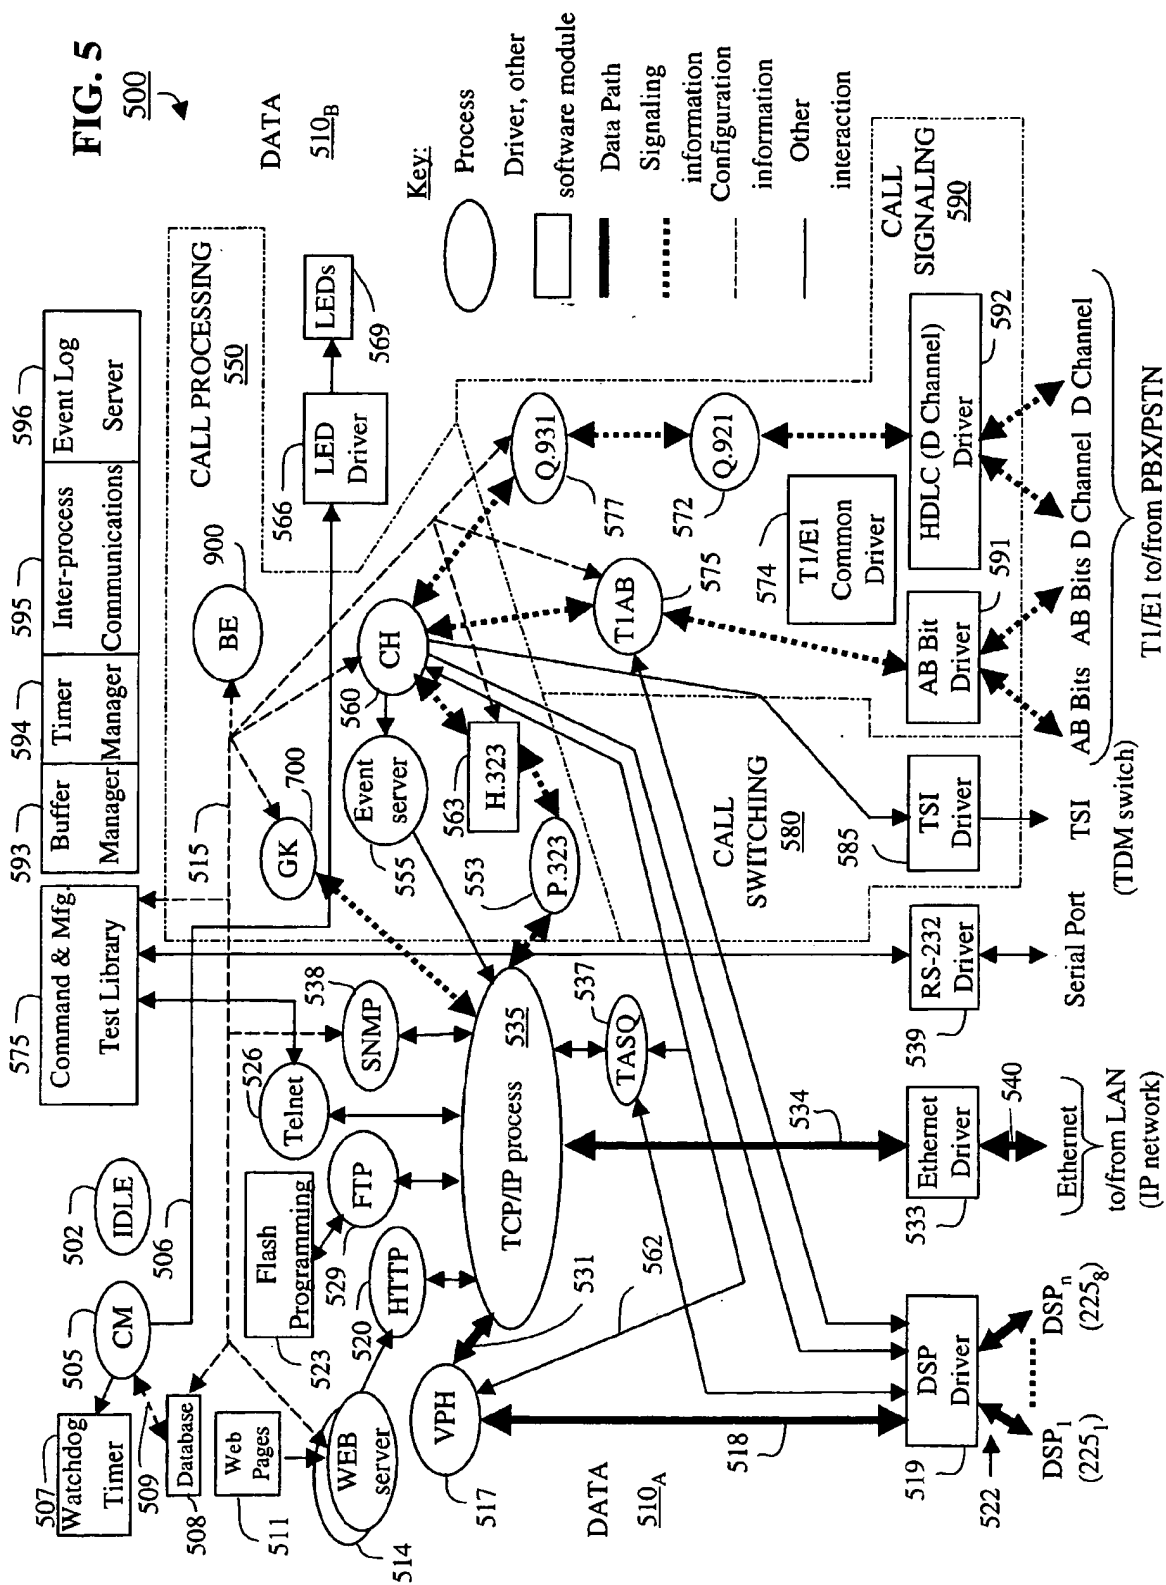 FIG. 5
500
507
Watchdog
Timer
505
CM
502
IDLE
575
Command & Mfg.
Test Library
593
Buffer
Manager
594
Timer
Manager
595
Inter-process
Communications
596
Event Log
Server
509
506
508
Database
511
Web
Pages
514
WEB
server
515
CALL PROCESSING
550
DATA
510B
BE
900
GK
700
523
Flash
Programming
526
Telnet
529
FTP
520
HTTP
538
SNMP
566
LED
Driver
LEDs
569
517
VPH
531
TCP/IP process
535
555
Event
server
560
CH
563
H.323
553
P.323
537
TASQ
562
Q.931
577
Q.921
572
T1AB
575
574
T1/E1
Common
Driver
Key:
Process
Driver, other
software module
Data Path
Signaling
information
Configuration
information
Other
interaction
DATA
510A
518
534
CALL
SWITCHING
580
CALL
SIGNALING
590
519
DSP
Driver
522
DSP1
(2251)
DSPn
(2258)
533
Ethernet
Driver
540
Ethernet
to/from LAN
(IP network)
539
RS-232
Driver
Serial Port
585
TSI
Driver
TSI
(TDM switch)
AB Bit
Driver
591
HDLC (D Channel)
Driver
592
AB Bits
AB Bits
D Channel
D Channel
T1/E1 to/from PBX/PSTN